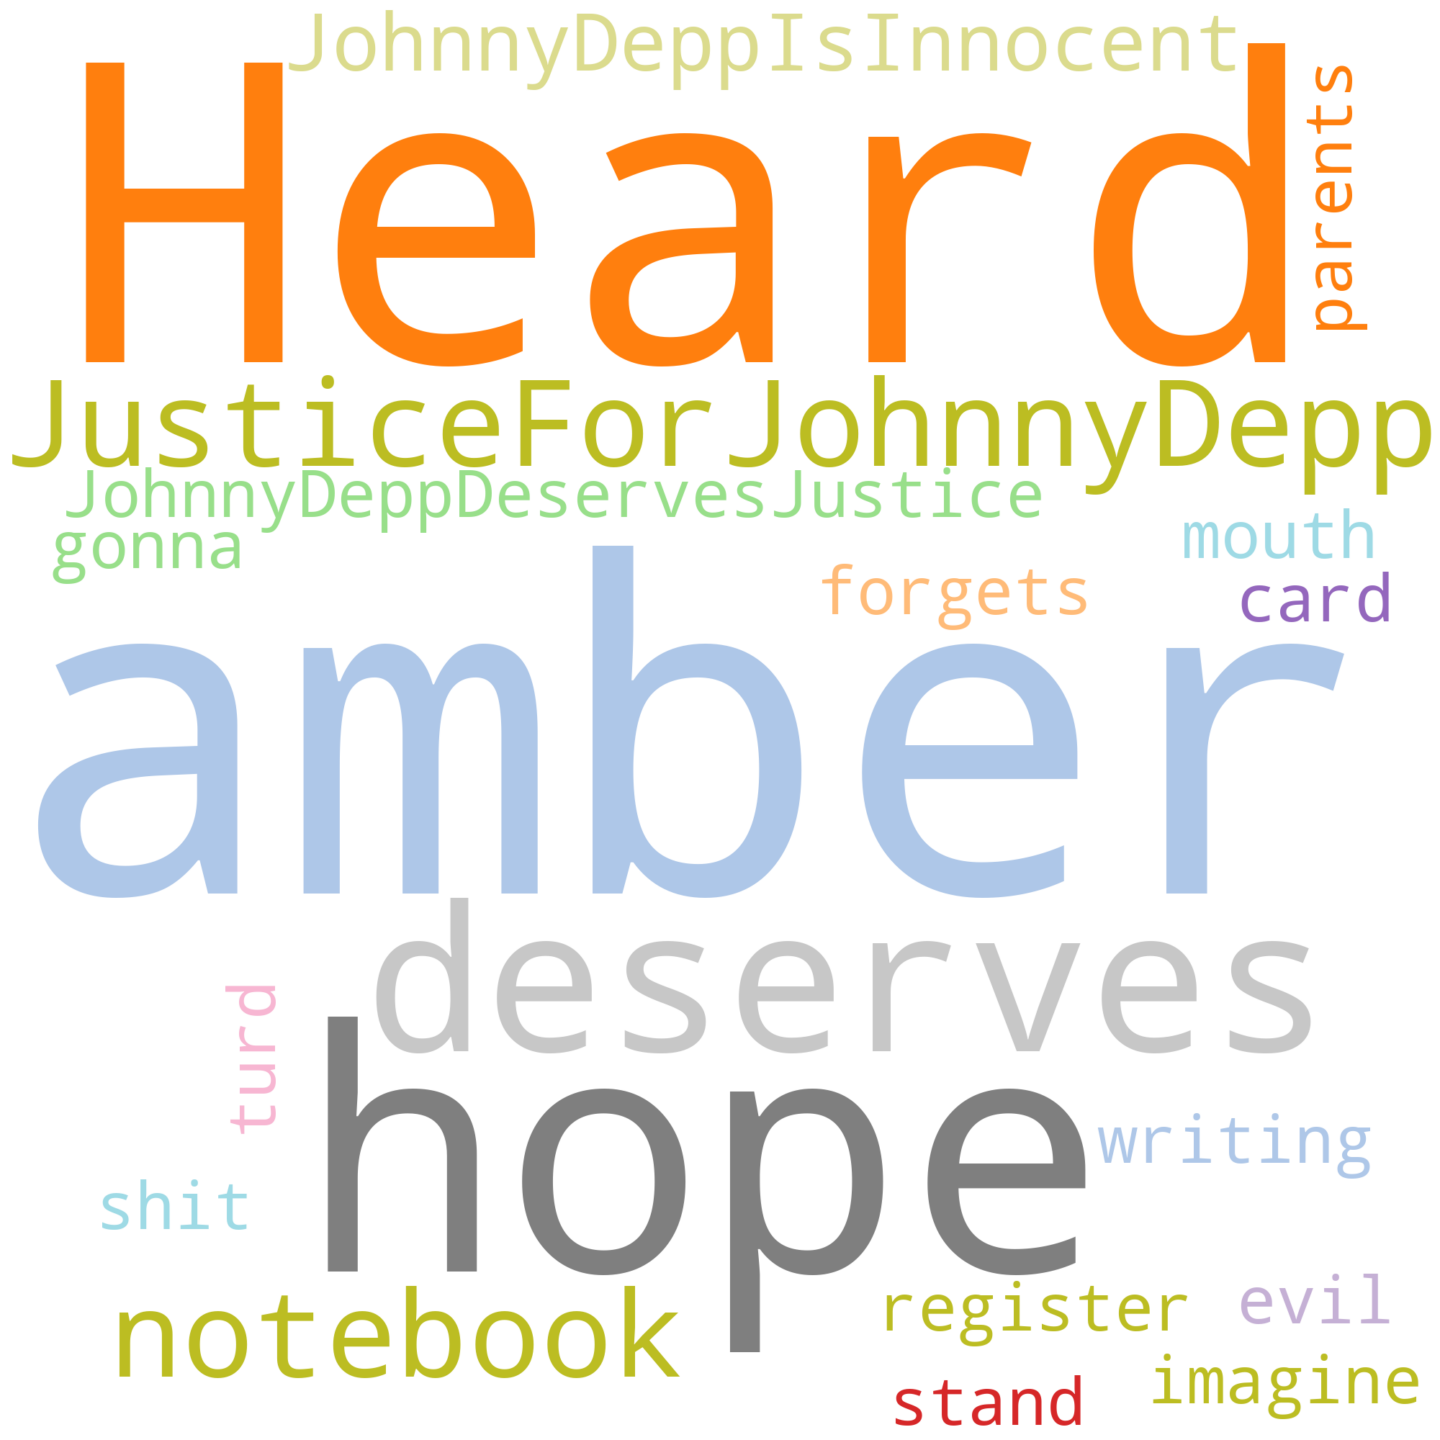 JohnnyDeppIsInnocent
Heard
parents
JusticeForJohnnyDepp
JohnnyDeppDeservesJustice
gonna
mouth
forgets
card
amber
deserves
turd
hope
writing
shit
notebook
register
evil
imagine
stand